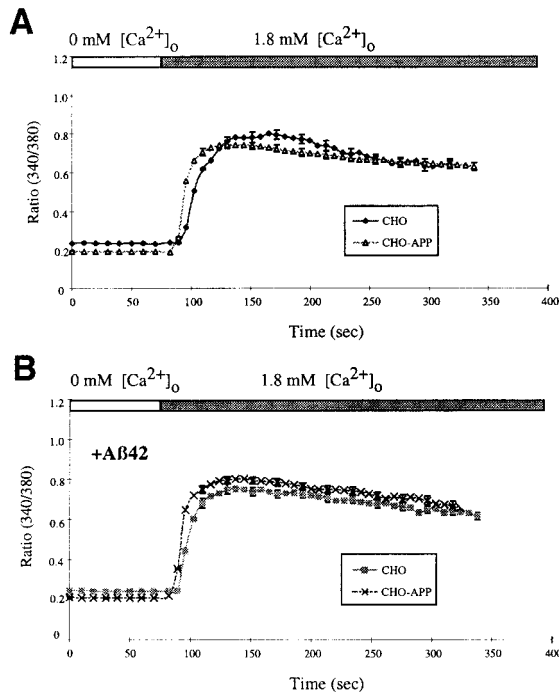 A
0 mM [Ca2+]o 1.8 mM [Ca2+]o
1.2
1.0
0.8
0.6
0.4
0.2
0
Ratio (340/380)
CHO
CHO-APP
0 50 100 150 200 250 300 350 400
Time (sec)
B
0 mM [Ca2+]o 1.8 mM [Ca2+]o
1.2
+Aß42
1.0
0.8
0.6
0.4
0.2
0
Ratio (340/380)
CHO
CHO-APP
0 50 100 150 200 250 300 350 400
Time (sec)